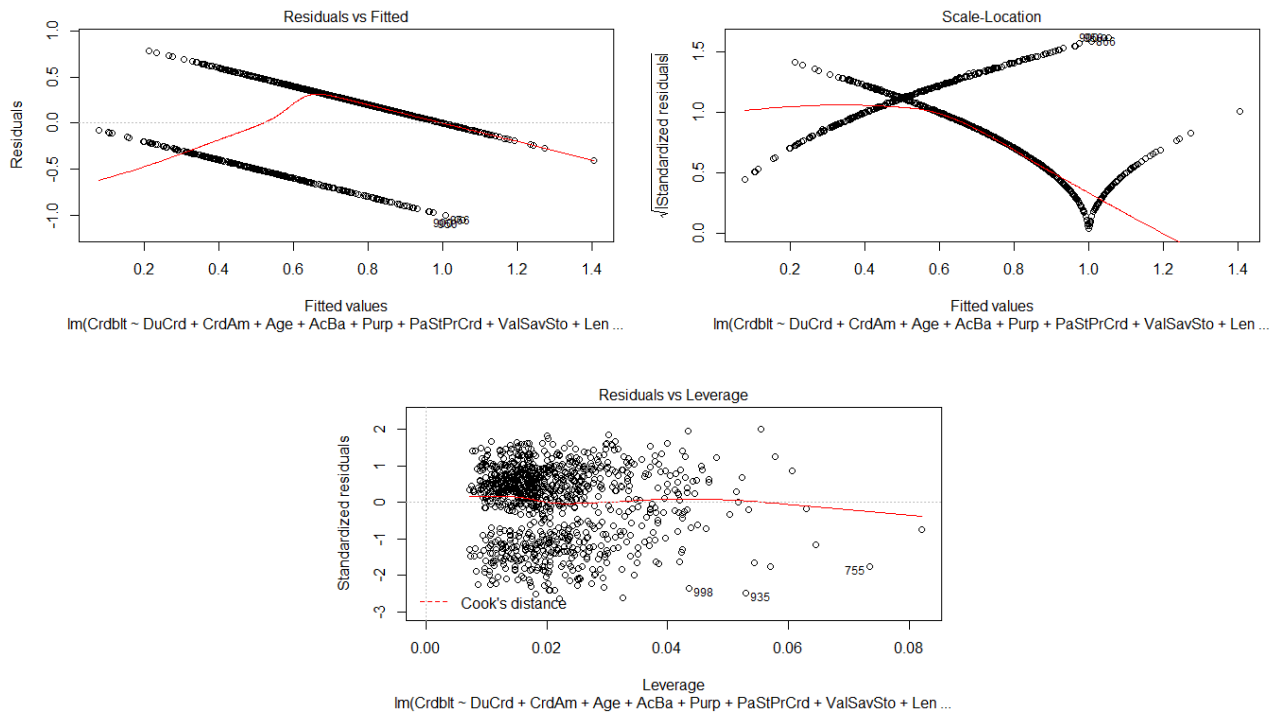 Residuals vs Fitted
Residuals
1.0
0.5
0.0
-0.5
-1.0
0.2 0.4 0.6 0.8 1.0 1.2 1.4
Fitted values
lm(Crdblt ~ DuCrd + CrdAm + Age + AcBa + Purp + PaStPrCrd + ValSavSto + Len ...
Scale-Location
√|Standardized residuals|
1.5
1.0
0.5
0.0
0.2 0.4 0.6 0.8 1.0 1.2 1.4
Fitted values
lm(Crdblt ~ DuCrd + CrdAm + Age + AcBa + Purp + PaStPrCrd + ValSavSto + Len ...
Residuals vs Leverage
Standardized residuals
2
1
0
-1
-2
-3
755
998
935
Cook's distance
0.00 0.02 0.04 0.06 0.08
Leverage
lm(Crdblt ~ DuCrd + CrdAm + Age + AcBa + Purp + PaStPrCrd + ValSavSto + Len ...